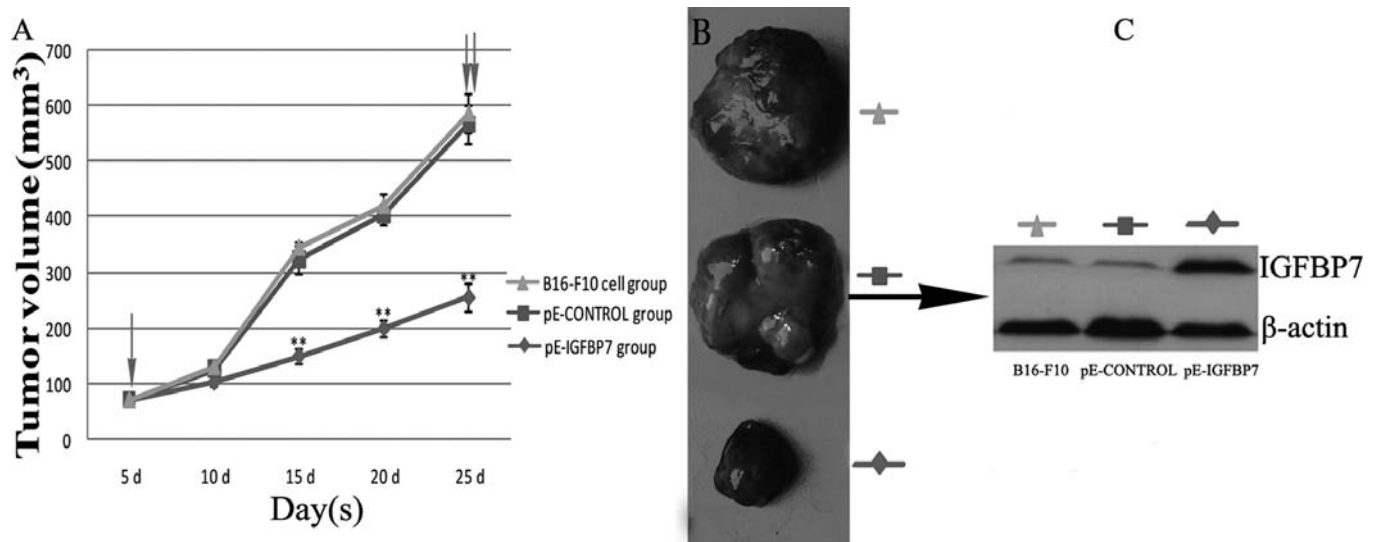 A
Tumor volume (mm³)
700
600
500
400
300
200
100
0
**
**
**
5 d
10 d
15 d
20 d
25 d
Day(s)
B16-F10 cell group
pE-CONTROL group
pE-IGFBP7 group
B
C
IGFBP7
β-actin
B16-F10
pE-CONTROL
pE-IGFBP7